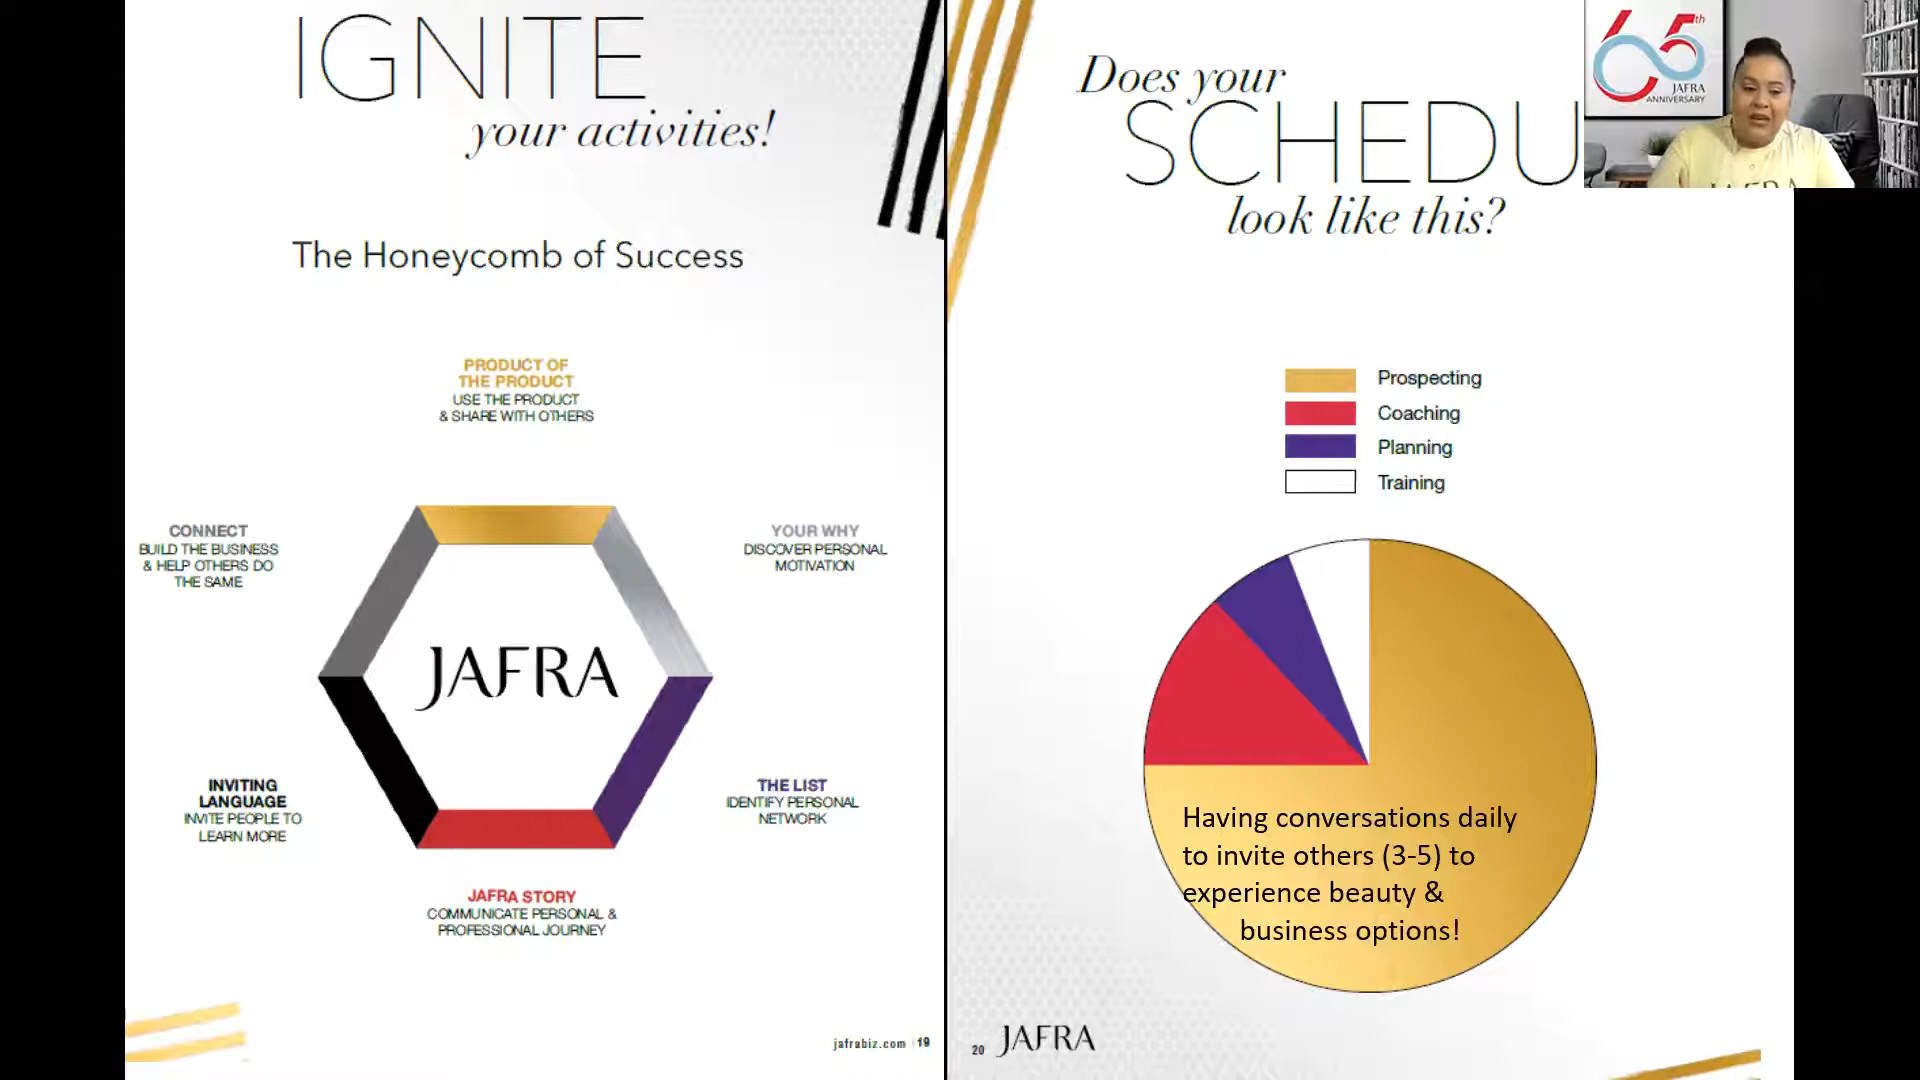 IGNITE
your activities!
The Honeycomb of Success
PRODUCT OF
THE PRODUCT
USE THE PRODUCT
& SHARE WITH OTHERS
CONNECT
BUILD THE BUSINESS
& HELP OTHERS DO
THE SAME
YOUR WHY
DISCOVER PERSONAL
MOTIVATION
JAFRA
INVITING
LANGUAGE
INVITE PEOPLE TO
LEARN MORE
THE LIST
IDENTIFY PERSONAL
NETWORK
JAFRA STORY
COMMUNICATE PERSONAL &
PROFESSIONAL JOURNEY
jafrabiz.com | 19
Does your
SCHEDU
look like this?
Prospecting
Coaching
Planning
Training
Having conversations daily
to invite others (3-5) to
experience beauty &
business options!
20 JAFRA
65th
JAFRA
ANNIVERSARY
JAFRA